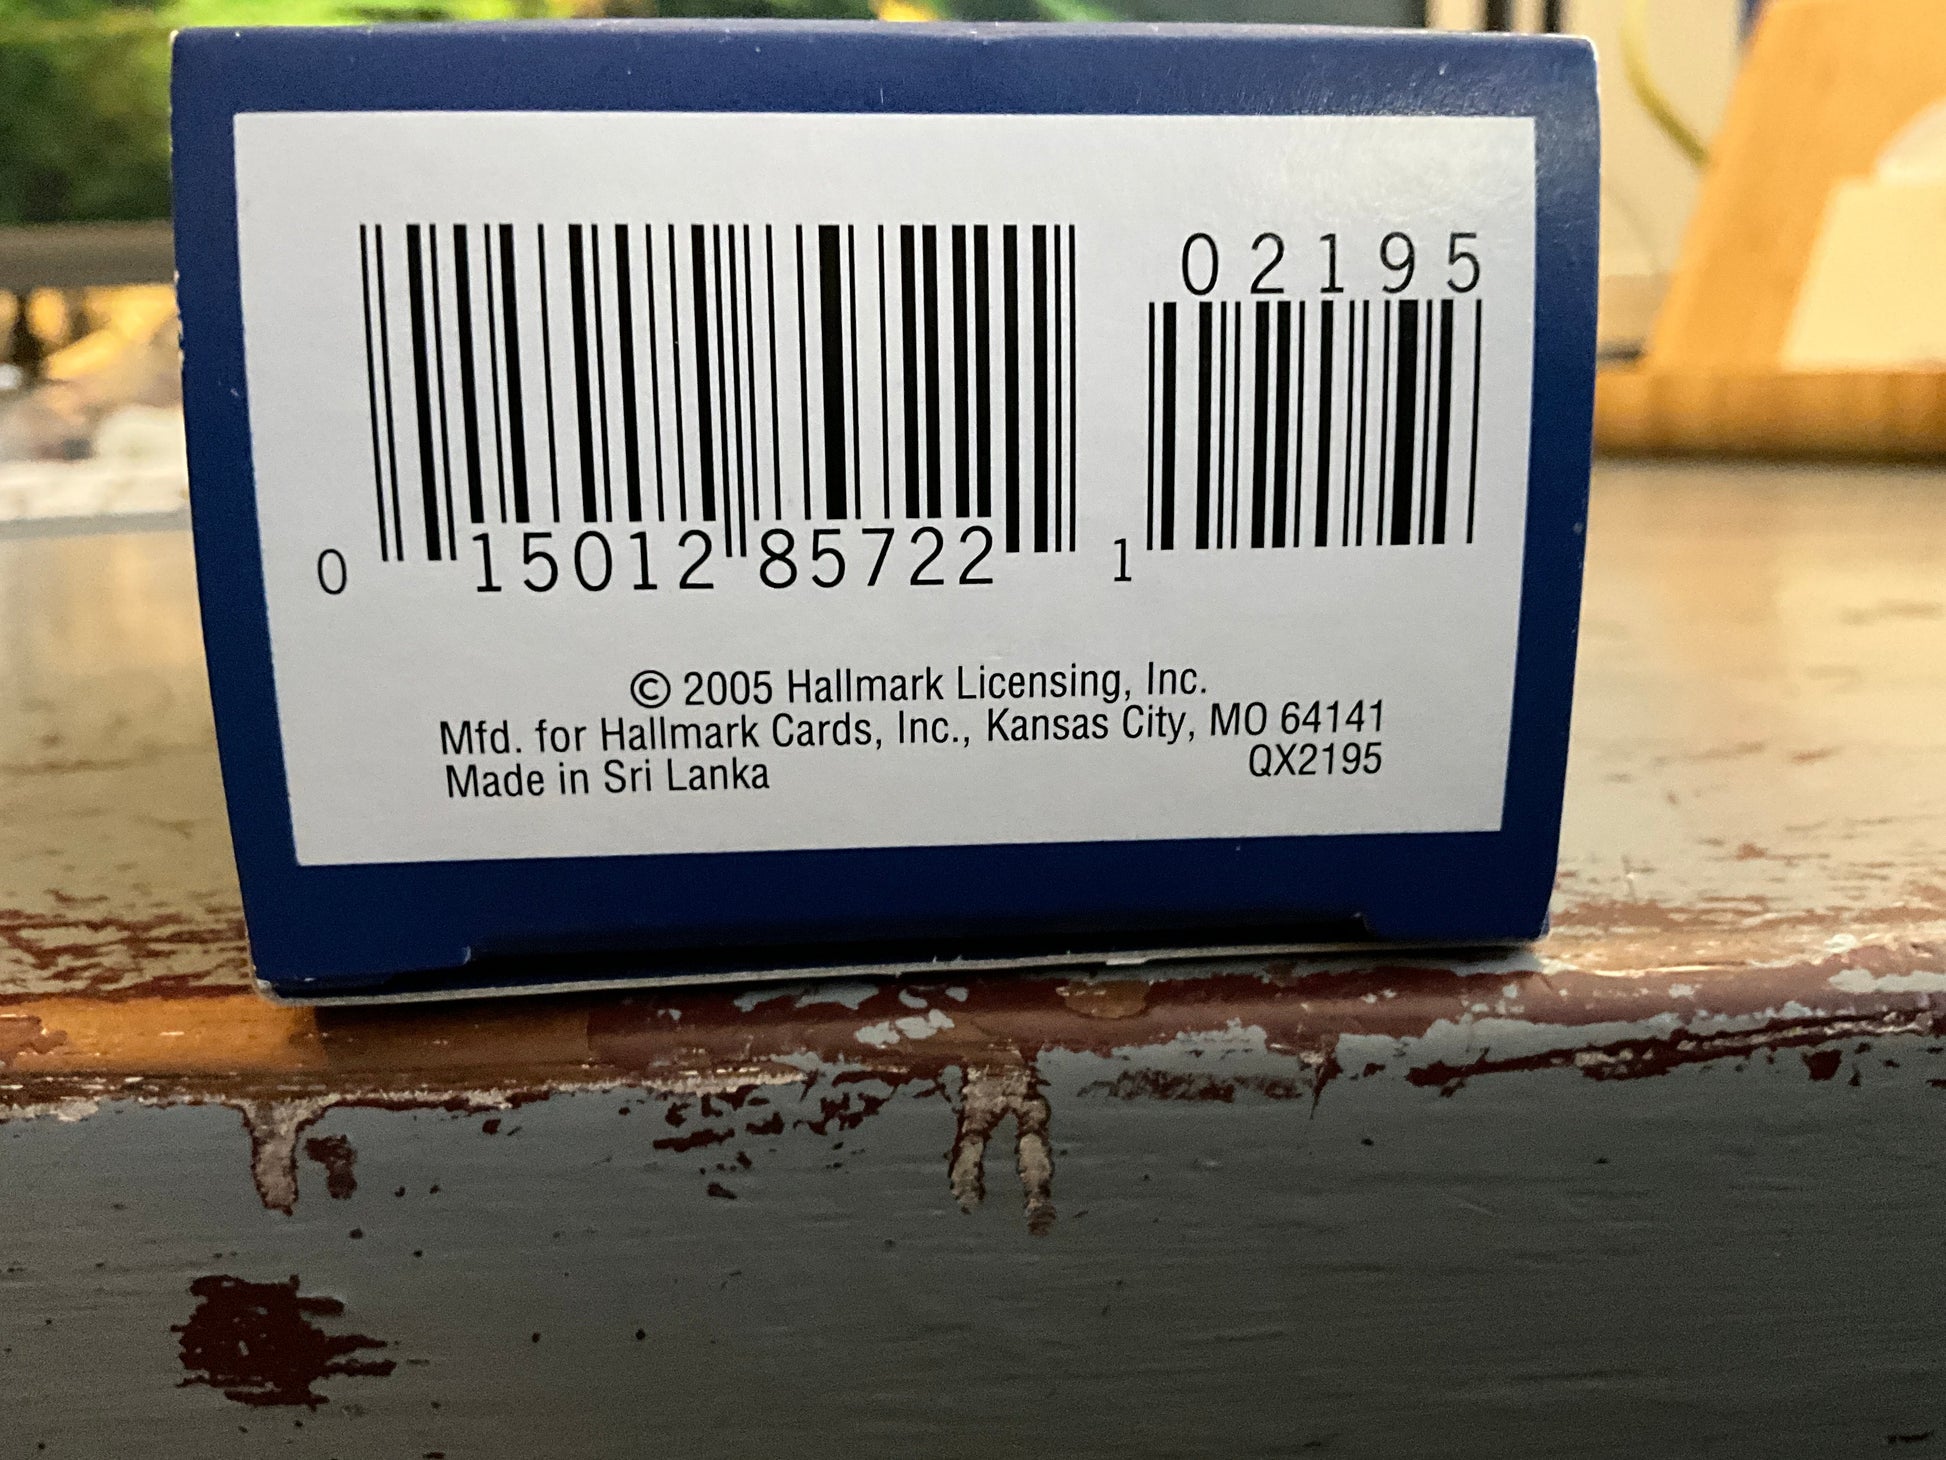 02195
0 15012 85722 1
© 2005 Hallmark Licensing, Inc.
Mfd. for Hallmark Cards, Inc., Kansas City, MO 64141
Made in Sri Lanka QX2195